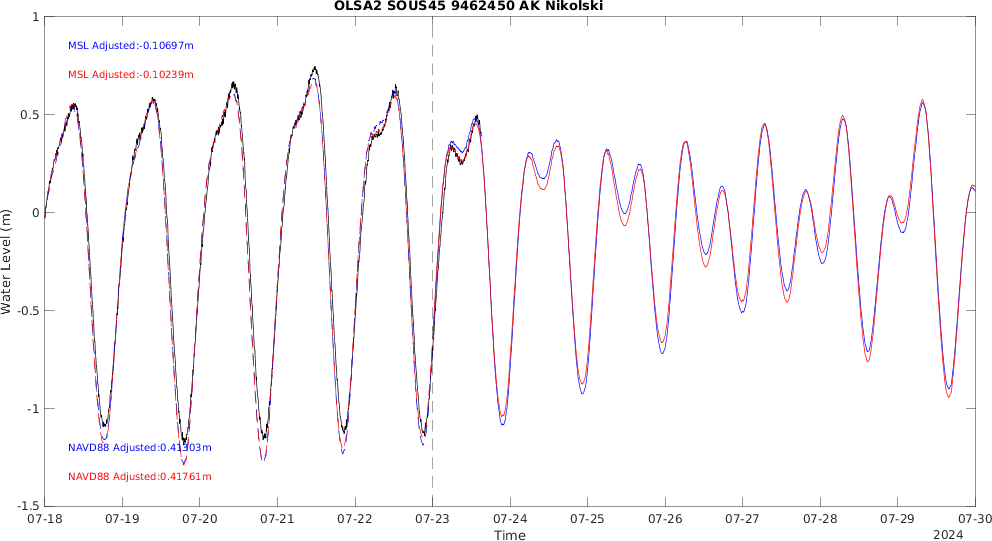 OLSA2 SOUS45 9462450 AK Nikolski
1
0.5
0
-0.5
-1
-1.5
Water Level (m)
MSL Adjusted:-0.10697m
MSL Adjusted:-0.10239m
NAVD88 Adjusted:0.41303m
NAVD88 Adjusted:0.41761m
07-18 07-19 07-20 07-21 07-22 07-23 07-24 07-25 07-26 07-27 07-28 07-29 07-30
Time
2024